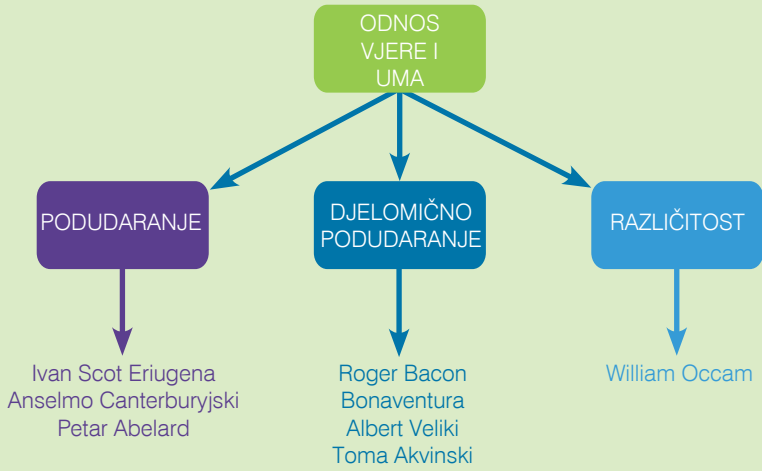 ODNOS
VJERE I
UMA
PODUDARANJE
DJELOMIČNO
PODUDARANJE
RAZLIČITOST
Ivan Scot Eriugena
Anselmo Canterburyjski
Petar Abelard
Roger Bacon
Bonaventura
Albert Veliki
Toma Akvinski
William Occam